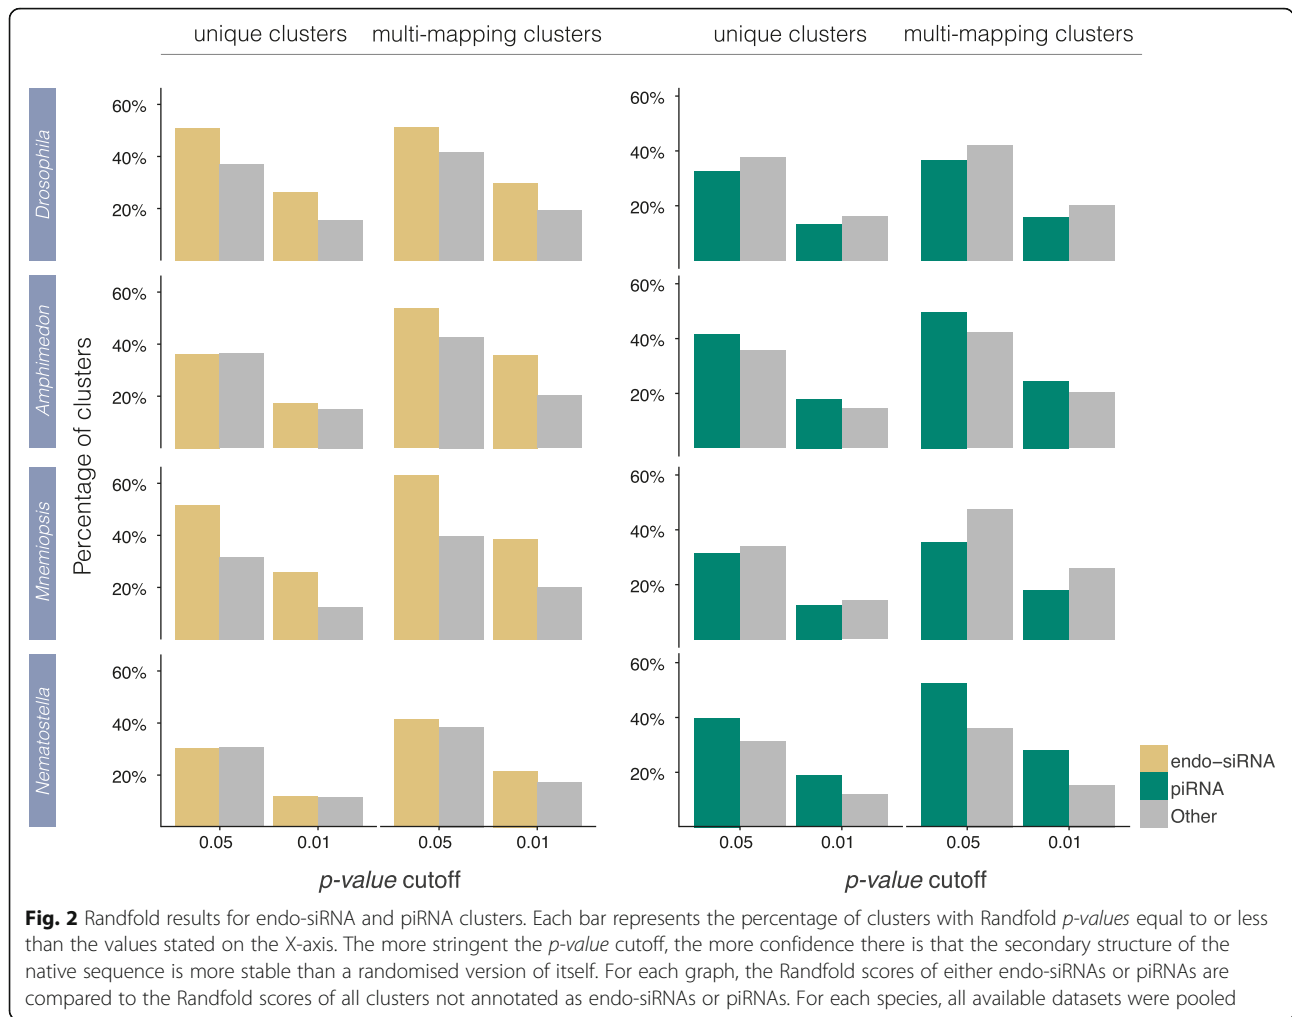 unique clusters multi-mapping clusters unique clusters multi-mapping clusters
Drosophila
60%
40%
20%
60%
40%
20%
Amphimedon
60%
40%
20%
60%
40%
20%
Percentage of clusters
Mnemiopsis
60%
40%
20%
60%
40%
20%
Nematostella
60%
40%
20%
60%
40%
20%
endo-siRNA
piRNA
Other
0.05 0.01 0.05 0.01 0.05 0.01 0.05 0.01
p-value cutoff p-value cutoff
Fig. 2 Randfold results for endo-siRNA and piRNA clusters. Each bar represents the percentage of clusters with Randfold p-values equal to or less
than the values stated on the X-axis. The more stringent the p-value cutoff, the more confidence there is that the secondary structure of the
native sequence is more stable than a randomised version of itself. For each graph, the Randfold scores of either endo-siRNAs or piRNAs are
compared to the Randfold scores of all clusters not annotated as endo-siRNAs or piRNAs. For each species, all available datasets were pooled